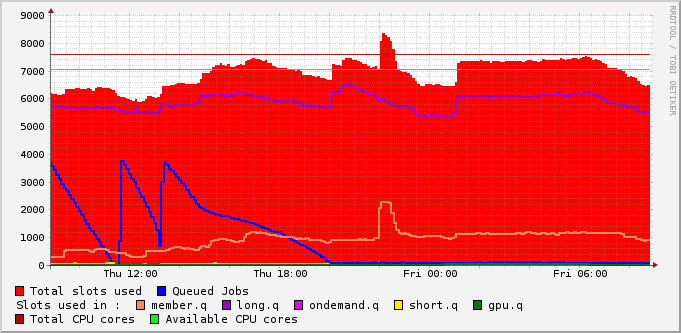 RRDTOOL / TOBI OETIKER
9000
8000
7000
6000
5000
4000
3000
2000
1000
0
Thu 12:00 Thu 18:00 Fri 00:00 Fri 06:00
Total slots used Queued Jobs
Slots used in : member.q long.q ondemand.q short.q gpu.q
Total CPU cores Available CPU cores